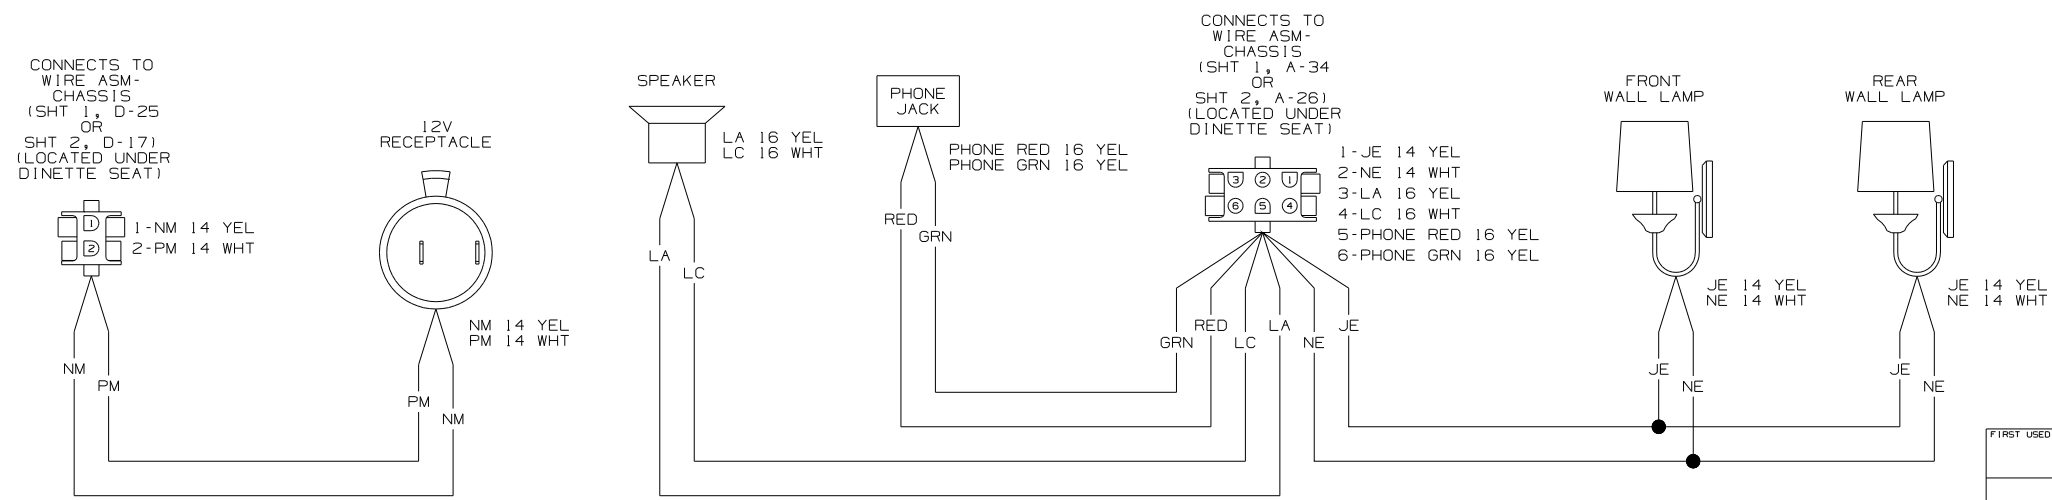 CONNECTS TO
WIRE ASM-
CHASSIS
(SHT 1, D-25
OR
SHT 2, D-17)
(LOCATED UNDER
DINETTE SEAT)
1
2
1-NM 14 YEL
2-PM 14 WHT
NM
PM
12V
RECEPTACLE
NM 14 YEL
PM 14 WHT
PM
NM
SPEAKER
LA 16 YEL
LC 16 WHT
LA
LC
PHONE
JACK
PHONE RED 16 YEL
PHONE GRN 16 YEL
RED
GRN
CONNECTS TO
WIRE ASM-
CHASSIS
(SHT 1, A-34
OR
SHT 2, A-26)
(LOCATED UNDER
DINETTE SEAT)
3 2 1
6 5 4
1-JE 14 YEL
2-NE 14 WHT
3-LA 16 YEL
4-LC 16 WHT
5-PHONE RED 16 YEL
6-PHONE GRN 16 YEL
GRN
RED
LC
LA
NE
JE
FRONT
WALL LAMP
JE 14 YEL
NE 14 WHT
JE
NE
REAR
WALL LAMP
JE 14 YEL
NE 14 WHT
JE
NE
FIRST USED